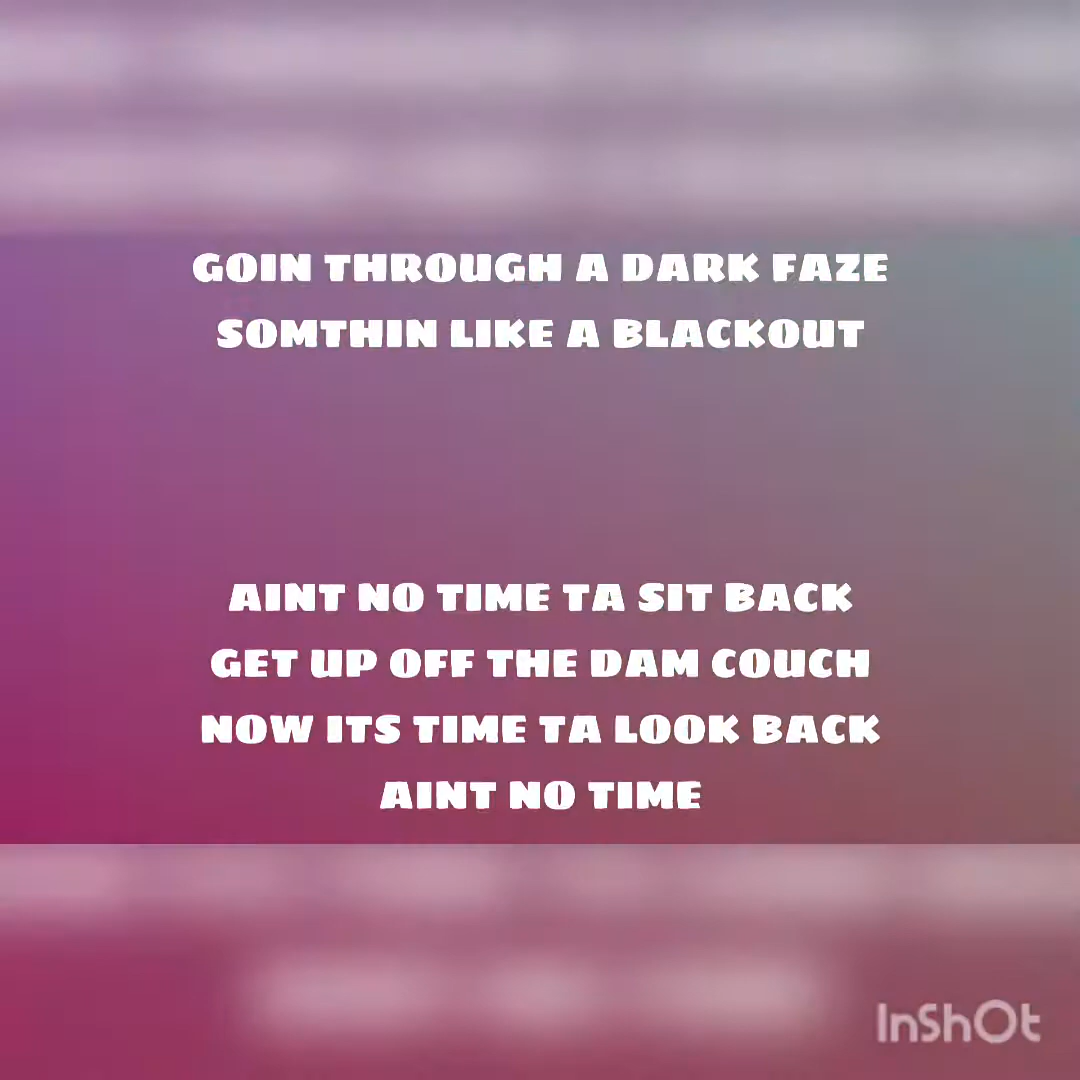 GOIN THROUGH A DARK FAZE
SOMTHIN LIKE A BLACKOUT
AINT NO TIME TA SIT BACK
GET UP OFF THE DAM COUCH
NOW ITS TIME TA LOOK BACK
AINT NO TIME
InShOt